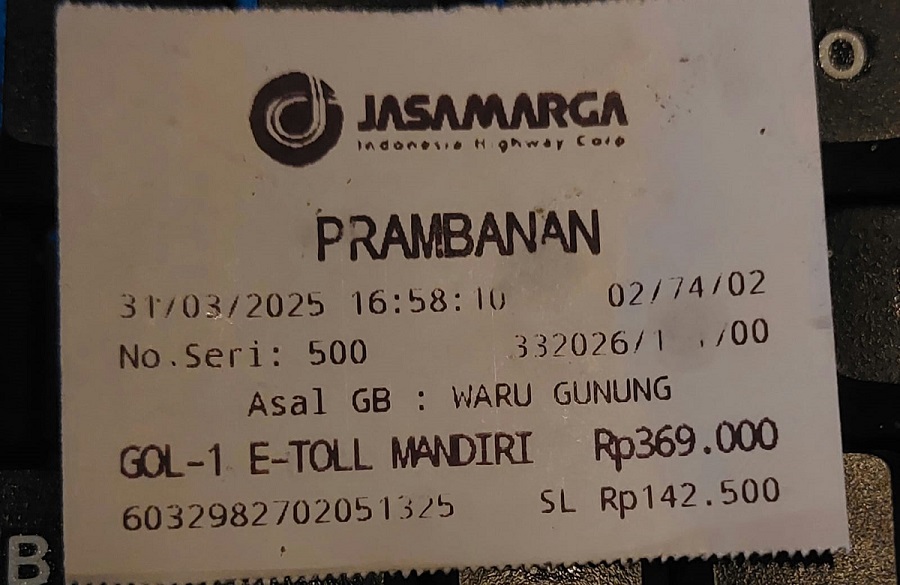 JASAMARGA
Indonesia Highway Corp
PRAMBANAN
31/03/2025 16:58:10 02/74/02
No.Seri: 500
Asal GB : WARU GUNUNG
GOL-1 E-TOLL MANDIRI Rp369.000
6032982702051325 SL Rp142.500
O
B